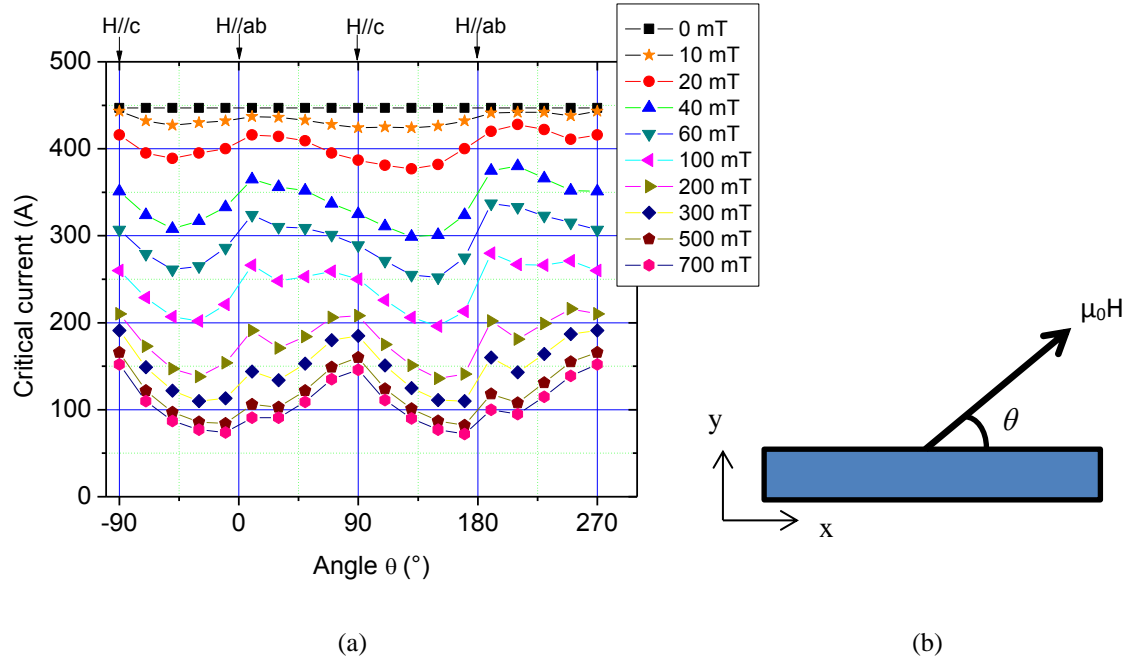 H//c H//ab H//c H//ab
0 mT
10 mT
20 mT
40 mT
60 mT
100 mT
200 mT
300 mT
500 mT
700 mT
500
400
300
200
100
0
Critical current (A)
-90 0 90 180 270
Angle θ (°)
(a)
μ₀H
θ
y
x
(b)